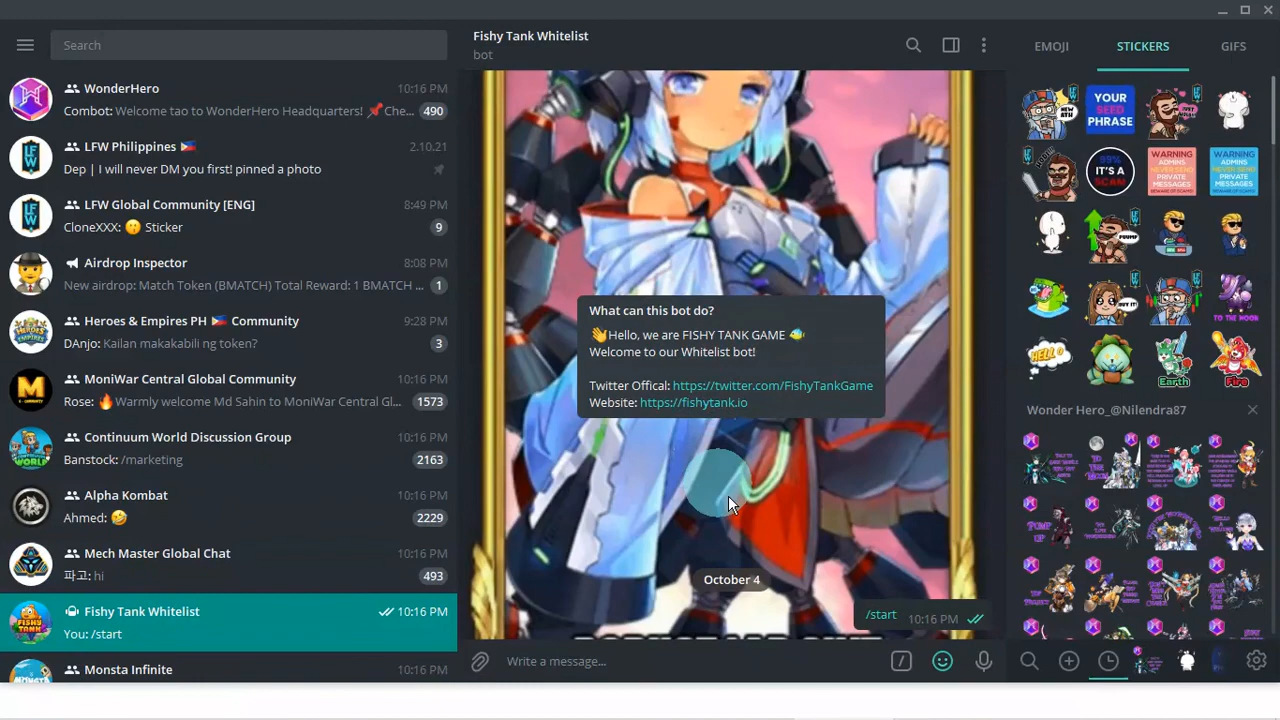 Search
WonderHero 10:16 PM
Combot: Welcome tao to WonderHero Headquarters! 📌Che... 490
LFW Philippines 🇵🇭 2.10.21
Dep | I will never DM you first! pinned a photo
LFW Global Community [ENG] 8:49 PM
CloneXXX: 🙂 Sticker 9
Airdrop Inspector 8:08 PM
New airdrop: Match Token (BMATCH) Total Reward: 1 BMATCH ... 1
Heroes & Empires PH 🇵🇭 Community 9:28 PM
DAnjo: Kailan makakabili ng token? 3
MoniWar Central Global Community 10:16 PM
Rose: 🔥Warmly welcome Md Sahin to MoniWar Central Gl... 1573
Continuum World Discussion Group 10:16 PM
Banstock: /marketing 2163
Alpha Kombat 10:16 PM
Ahmed: 🤣 2229
Mech Master Global Chat 10:16 PM
파고: hi 493
Fishy Tank Whitelist 10:16 PM
You: /start
Monsta Infinite 10:16 PM
Fishy Tank Whitelist
bot
What can this bot do?
👋Hello, we are FISHY TANK GAME 🐠
Welcome to our Whitelist bot!
Twitter Offical: https://twitter.com/FishyTankGame
Website: https://fishytank.io
October 4
/start 10:16 PM
Write a message...
EMOJI STICKERS GIFS
NEW ATH
YOUR
SEED
PHRASE
99%
IT'S A
SCAM
WARNING
ADMINS
NEVER SEND
PRIVATE
MESSAGES
WARNING
ADMINS
NEVER SEND
PRIVATE
MESSAGES
BUY IT!
TO THE MOON
HELLO
Earth
Fire
Wonder Hero_@Nilendra87
PUMP UP